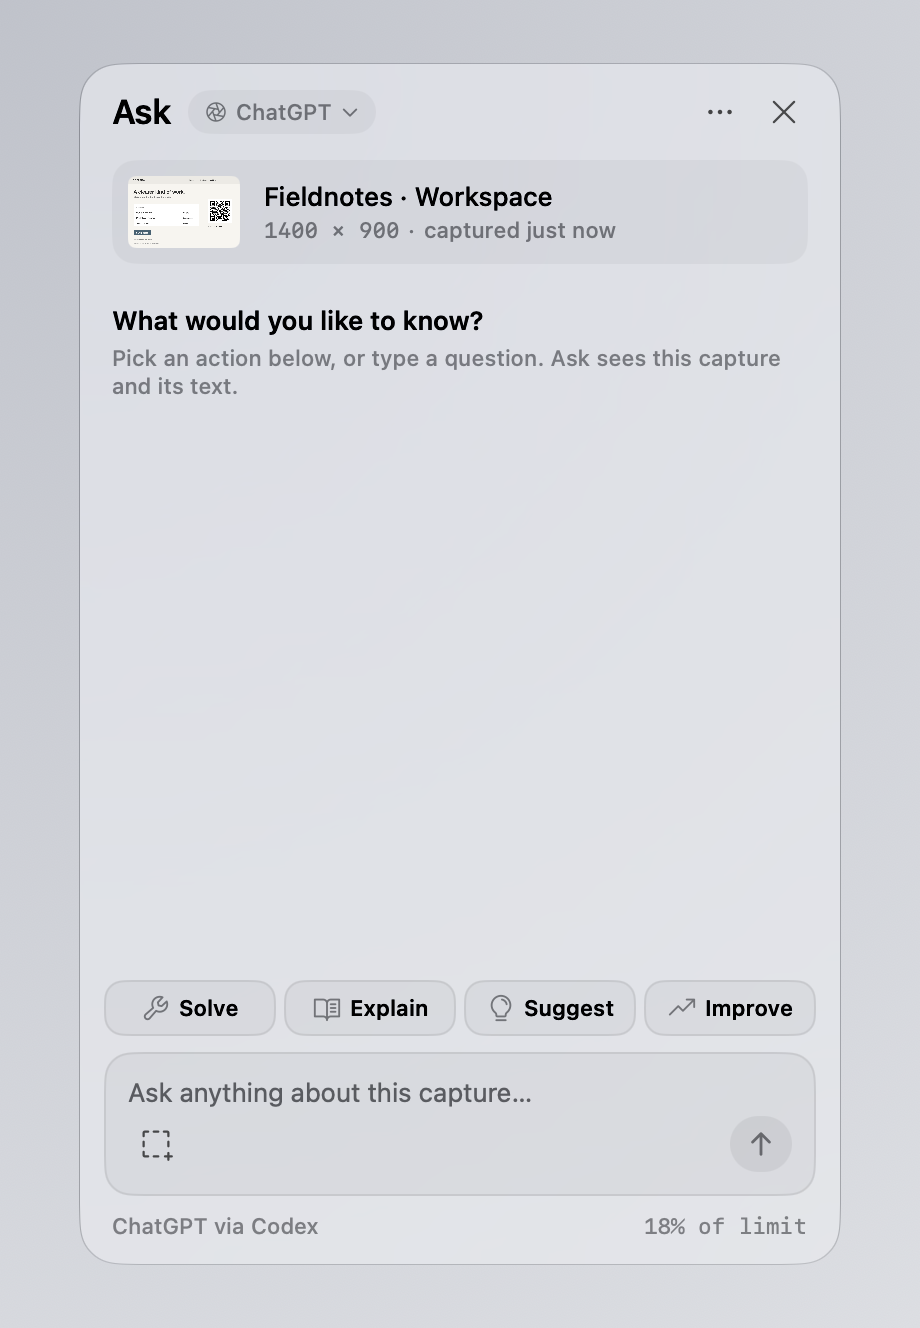 Ask
ChatGPT
Fieldnotes · Workspace
1400 × 900 · captured just now
What would you like to know?
Pick an action below, or type a question. Ask sees this capture
and its text.
Solve
Explain
Suggest
Improve
Ask anything about this capture...
ChatGPT via Codex
18% of limit